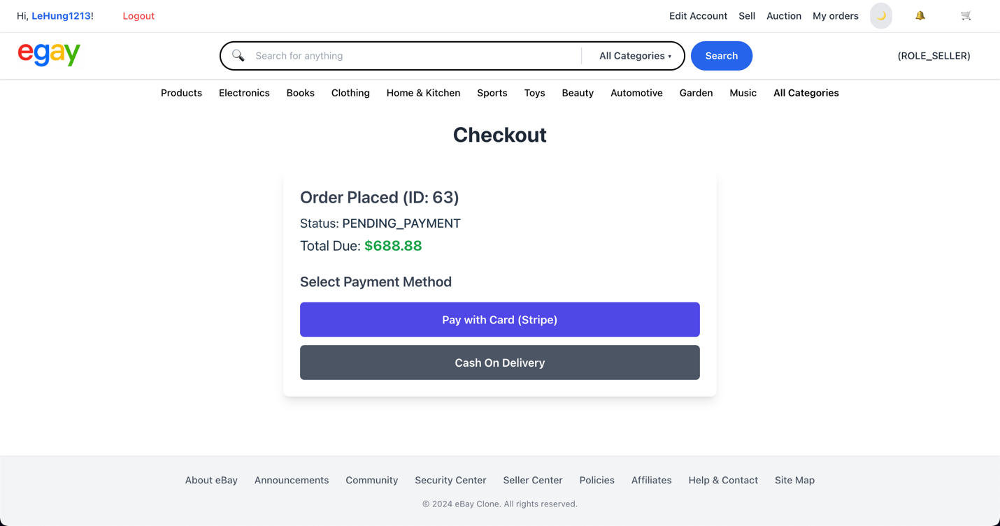 Hi, LeHung1213! Logout Edit Account Sell Auction My orders
egay Search for anything All Categories ▾ Search (ROLE_SELLER)
Products Electronics Books Clothing Home & Kitchen Sports Toys Beauty Automotive Garden Music All Categories
Checkout
Order Placed (ID: 63)
Status: PENDING_PAYMENT
Total Due: $688.88
Select Payment Method
Pay with Card (Stripe)
Cash On Delivery
About eBay Announcements Community Security Center Seller Center Policies Affiliates Help & Contact Site Map
© 2024 eBay Clone. All rights reserved.